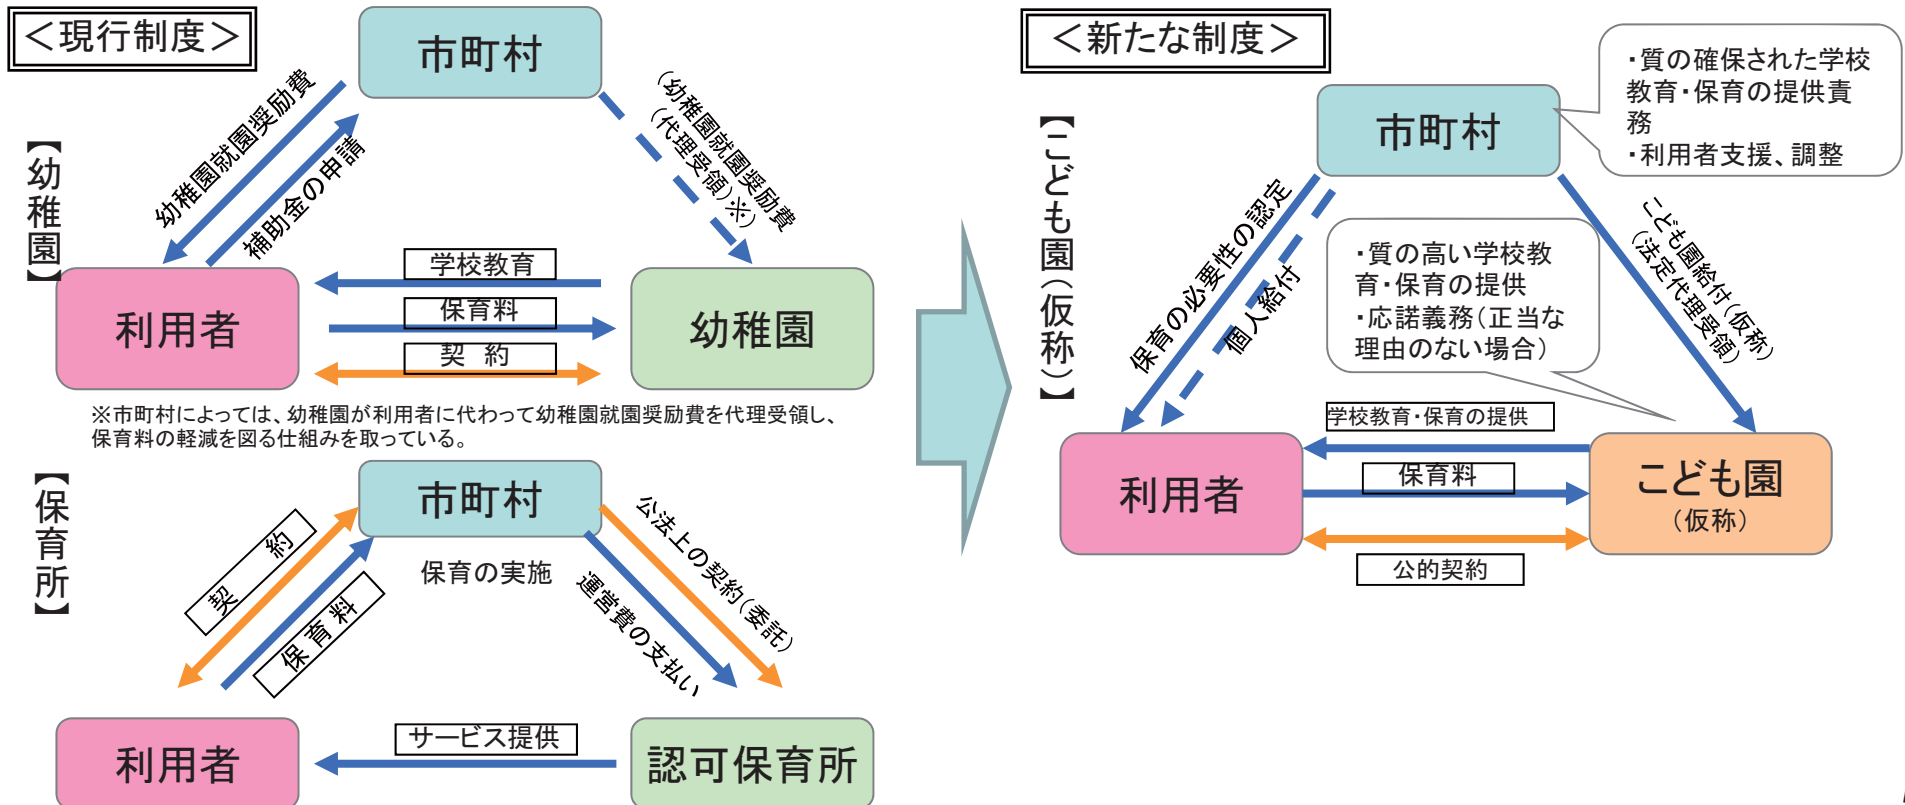 ＜現行制度＞
【幼稚園】
市町村
幼稚園就園奨励費
補助金の申請
(幼稚園就園奨励費
(代理受領)※)
学校教育
保育料
契 約
利用者
幼稚園
※市町村によっては、幼稚園が利用者に代わって幼稚園就園奨励費を代理受領し、
保育料の軽減を図る仕組みを取っている。
【保育所】
市町村
保育の実施
契 約
保育料
公法上の契約(委託)
運営費の支払い
サービス提供
利用者
認可保育所
＜新たな制度＞
【こども園(仮称)】
市町村
・質の確保された学校
教育・保育の提供責
務
・利用者支援、調整
保育の必要性の認定
個人給付
こども園給付(仮称)
(法定代理受領)
・質の高い学校教
育・保育の提供
・応諾義務(正当な
理由のない場合)
学校教育・保育の提供
保育料
公的契約
利用者
こども園
(仮称)